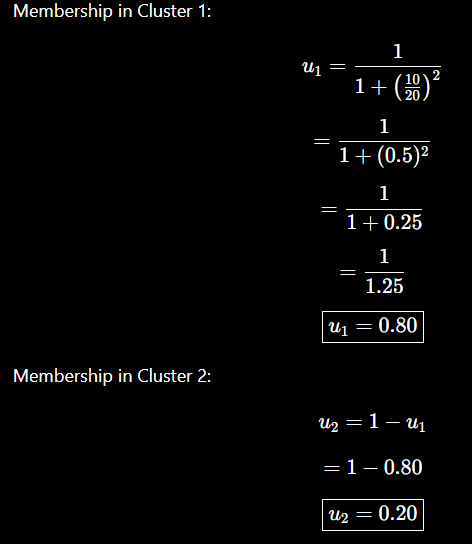 Membership in Cluster 1:
u₁ = 1 / (1 + (10/20)²)
= 1 / (1 + (0.5)²)
= 1 / (1 + 0.25)
= 1 / 1.25
u₁ = 0.80
Membership in Cluster 2:
u₂ = 1 − u₁
= 1 − 0.80
u₂ = 0.20